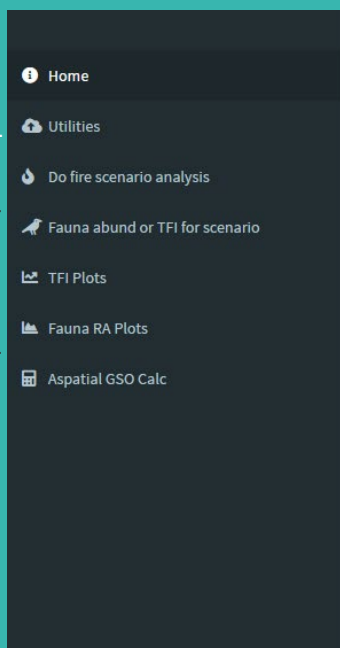 Home
Utilities
Do fire scenario analysis
Fauna abund or TFI for scenario
TFI Plots
Fauna RA Plots
Aspatial GSO Calc